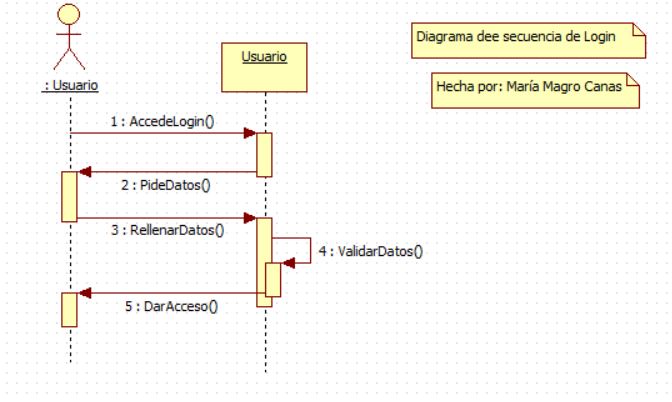 Diagrama dee secuencia de Login
Usuario
: Usuario
Hecha por: María Magro Canas
1 : AccedeLogin()
2 : PideDatos()
3 : RellenarDatos()
4 : ValidarDatos()
5 : DarAcceso()